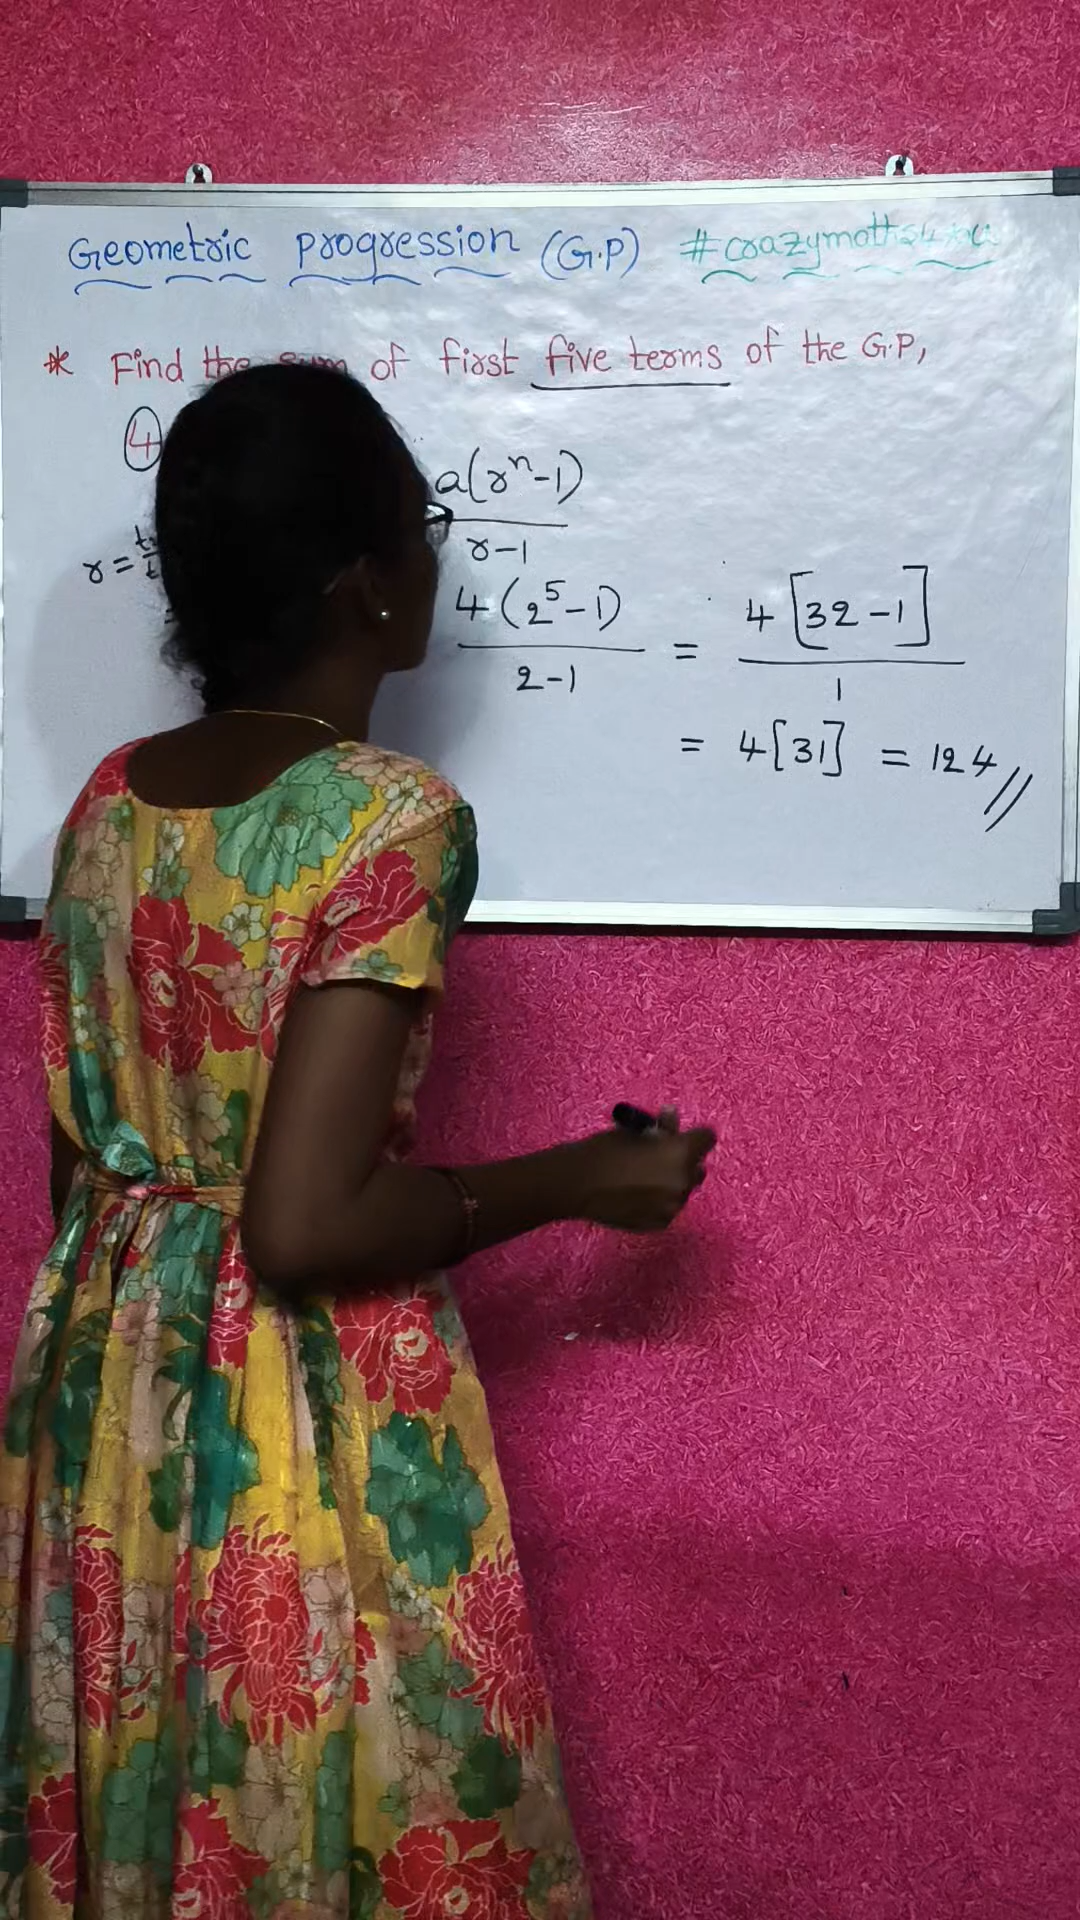 Geometric progression (G.P) #crazymaths4you
* Find the sum of first five terms of the G.P,
4
a(rⁿ-1)
r-1
r =
4(2⁵-1)
2-1
= 4[32-1]
1
= 4[31] = 124//